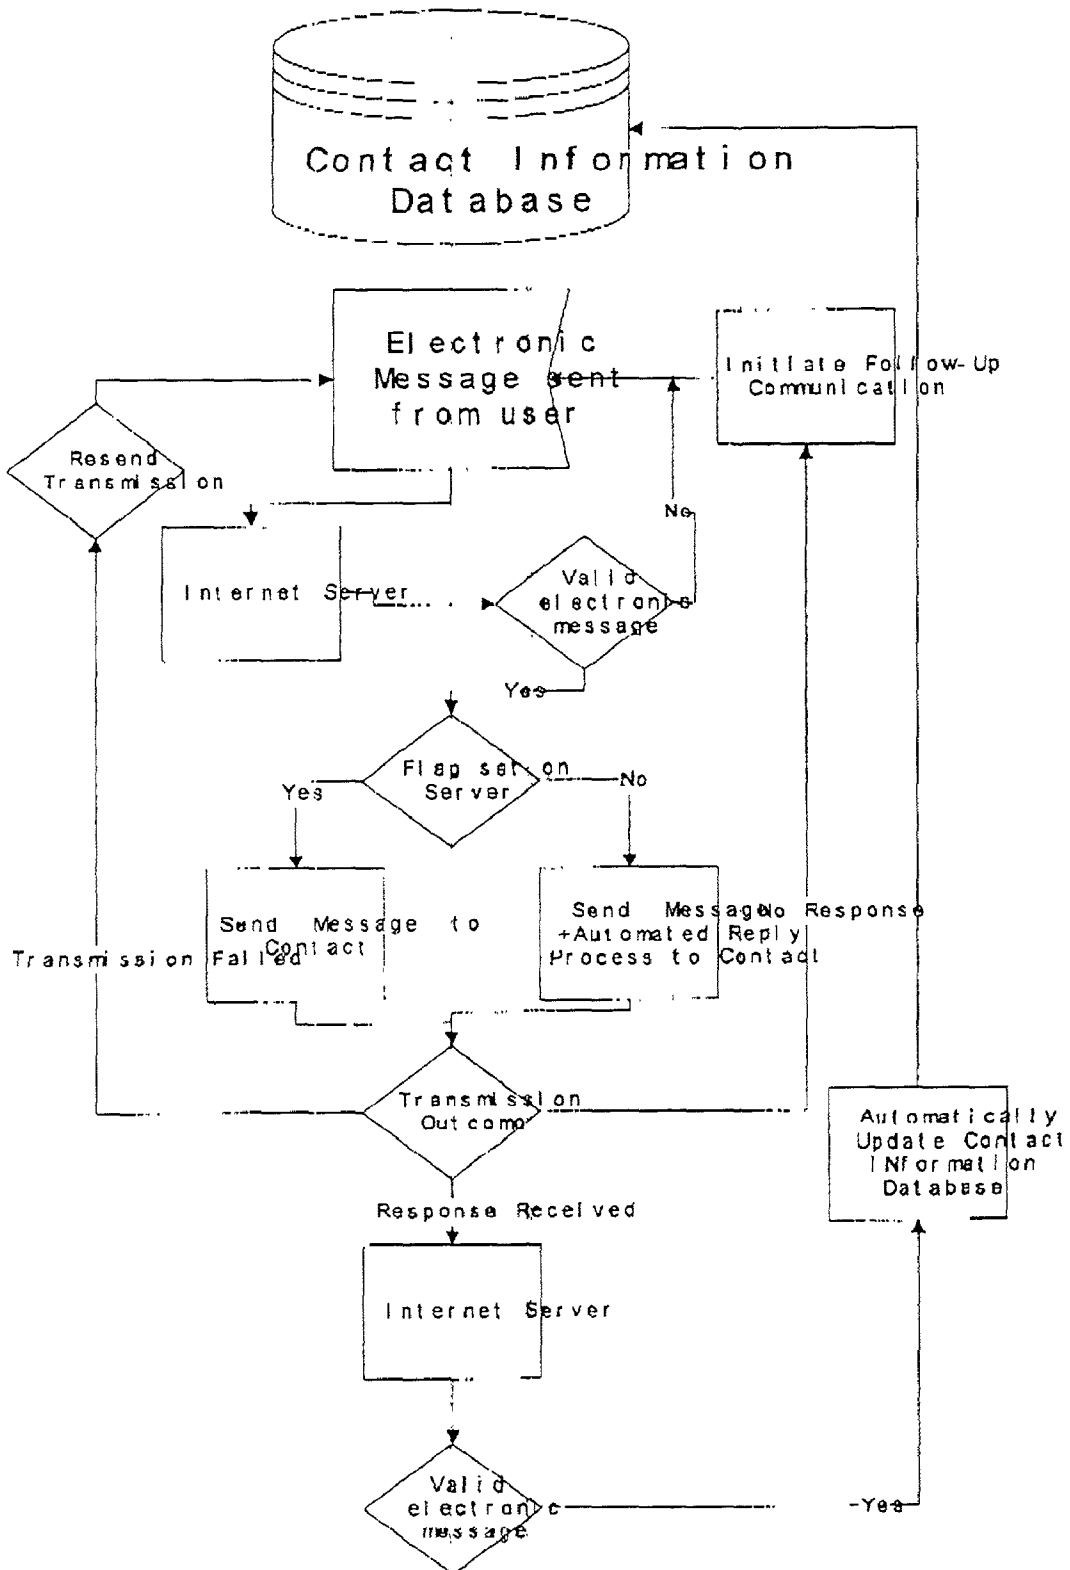 Contact Information
Database
Electronic
Message sent
from user
Initiate Follow-Up
Communication
Resend
Transmission
No
Internet Server
Valid
electronic
message
Yes
Flag set on
Server
Yes
No
Send Message to
Contact
Send Message
+Automated Reply
Process to Contact
No Response
Transmission Failed
Transmission
Outcome
Automatically
Update Contact
INformation
Database
Response Received
Internet Server
Valid
electronic
message
Yes